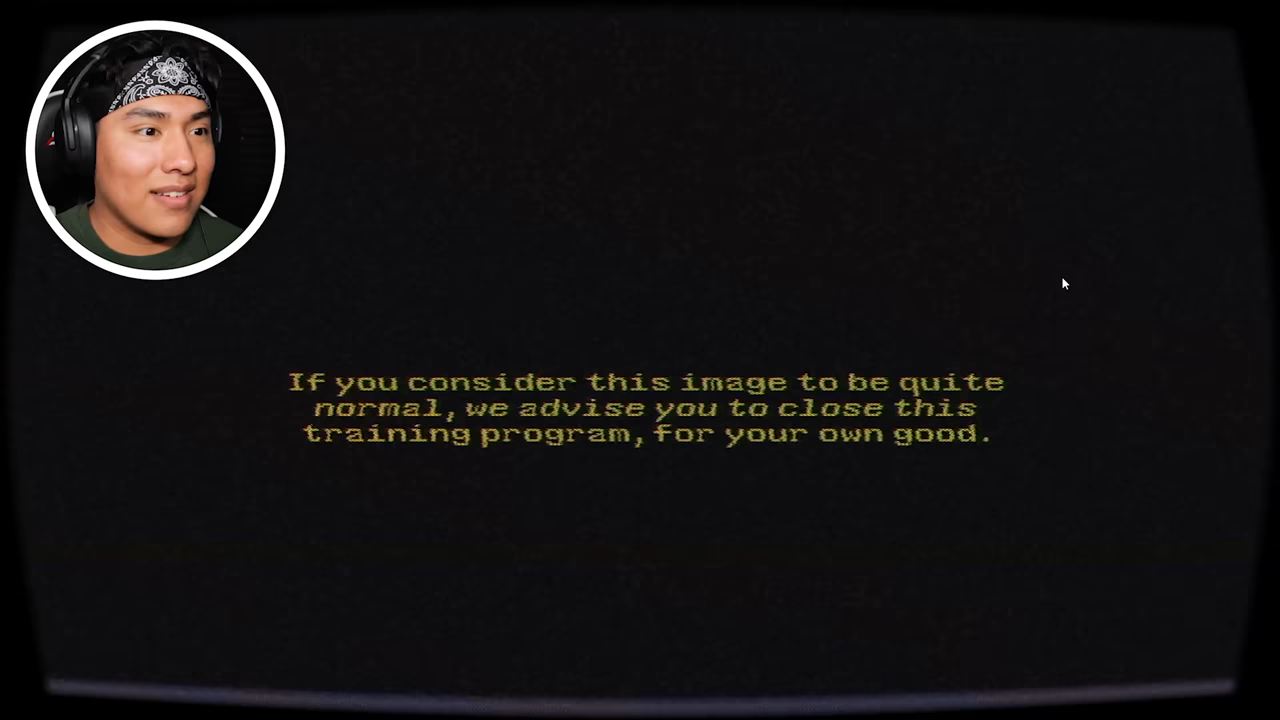 If you consider this image to be quite
normal, we advise you to close this
training program, for your own good.